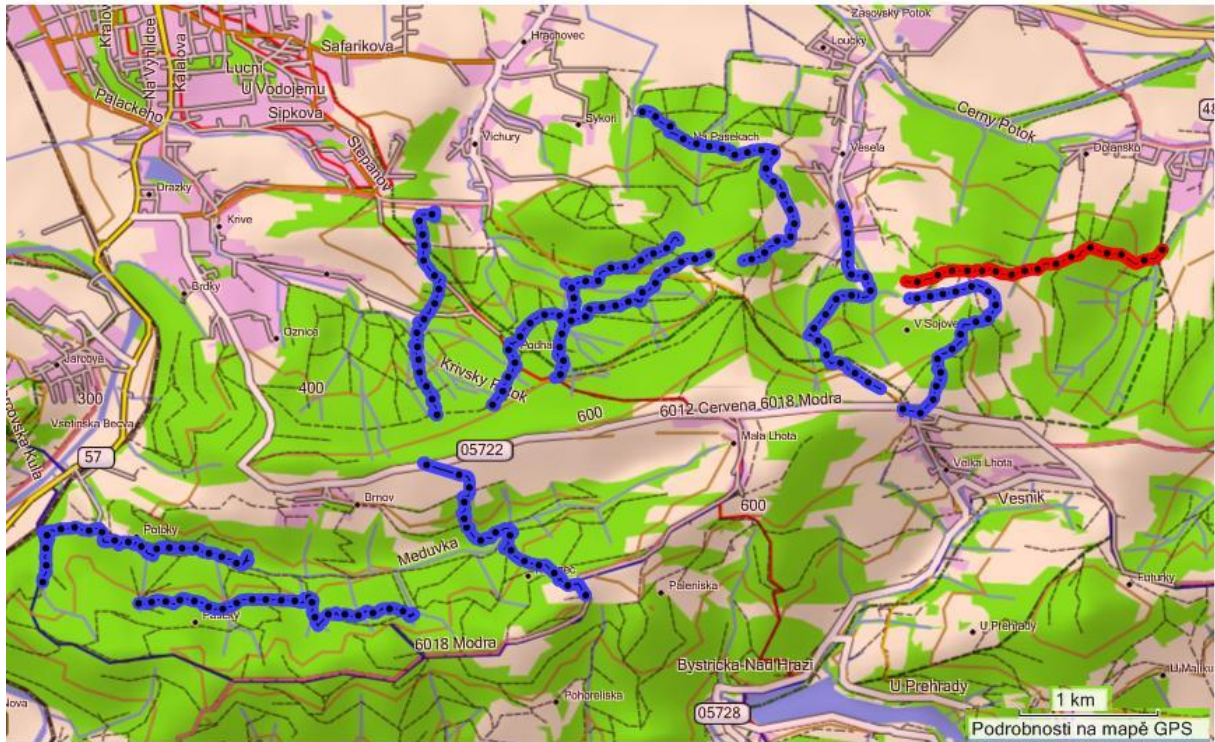 Zasovsky Potok
Hrachovec
Loucky
Safarikova
Kralova
Na Vyhlidce
Lucni
U Vodojemu
Palackeho
Sipkova
Sykori
Na Pasekach
Cerny Potok
48
Vichury
Stepanov
Vesela
Dolansko
Drazky
Krive
Brdky
Oznice
V Sojove
Jarcova
300
400
Krivsky Potok
600
6012 Cervena 6018 Modra
Vsetinska Becva
57
05722
Mala Lhota
Velka Lhota
Brnov
600
Vesnik
Potoky
Meduvka
Paleniska
Futurky
6018 Modra
U Prehrady
Bystricka Nad Hrazi
U Prehrady
Pohoreliska
05728
1 km
Podrobnosti na mapě GPS